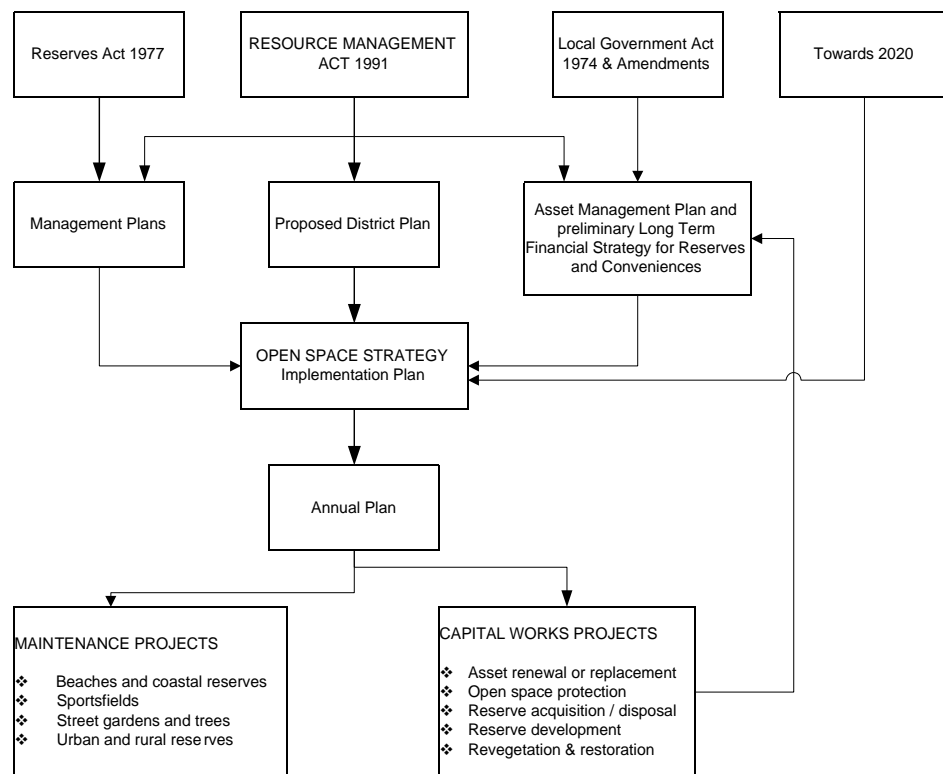 Reserves Act 1977
RESOURCE MANAGEMENT
ACT 1991
Local Government Act
1974 & Amendments
Towards 2020
Management Plans
Proposed District Plan
Asset Management Plan and
preliminary Long Term
Financial Strategy for Reserves
and Conveniences
OPEN SPACE STRATEGY
Implementation Plan
Annual Plan
MAINTENANCE PROJECTS
❖ Beaches and coastal reserves
❖ Sportsfields
❖ Street gardens and trees
❖ Urban and rural reserves
CAPITAL WORKS PROJECTS
❖ Asset renewal or replacement
❖ Open space protection
❖ Reserve acquisition / disposal
❖ Reserve development
❖ Revegetation & restoration